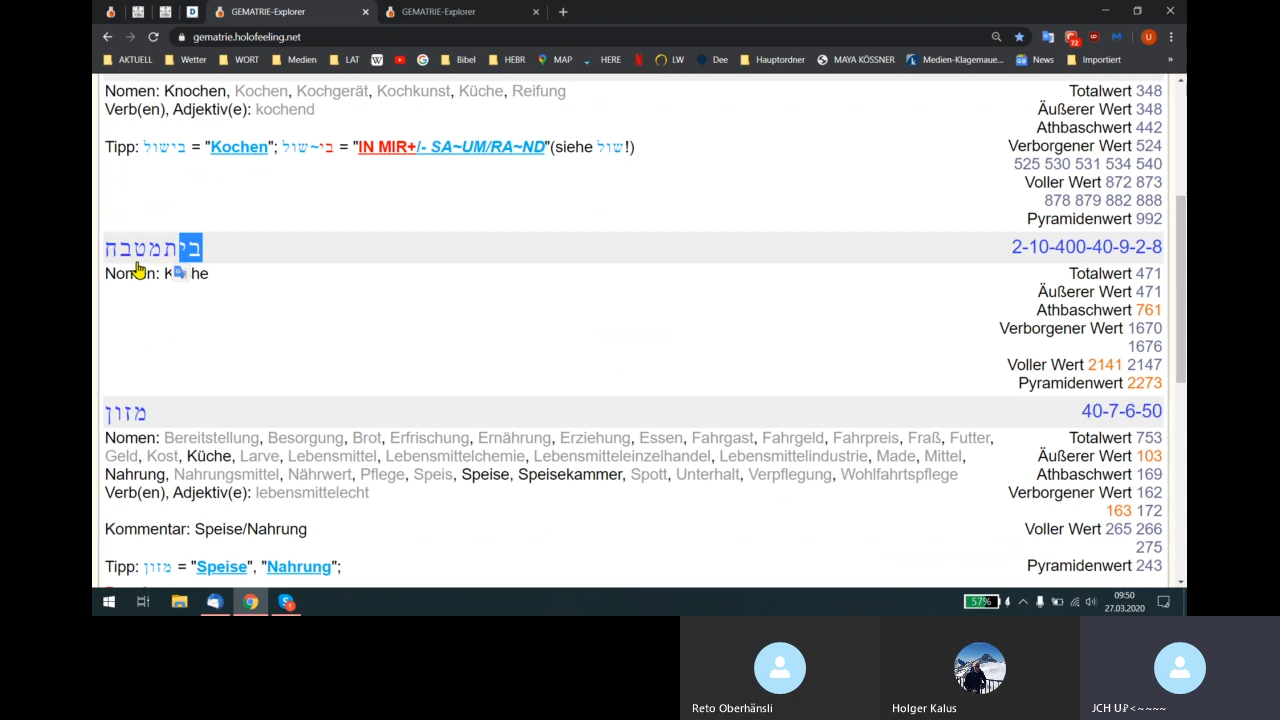 GEMATRIE-Explorer
GEMATRIE-Explorer
gematrie.holofeeling.net
72
U
AKTUELL Wetter WORT Medien LAT Bibel HEBR MAP HERE LW Dee Hauptordner MAYA KÖSSNER Medien-Klagemaue... News Importiert »
Nomen: Knochen, Kochen, Kochgerät, Kochkunst, Küche, Reifung
Verb(en), Adjektiv(e): kochend
Tipp: בישול = "Kochen"; בי~שול = "IN MIR+/- SA~UM/RA~ND"(siehe שול!)
Totalwert 348
Äußerer Wert 348
Athbaschwert 442
Verborgener Wert 524
525 530 531 534 540
Voller Wert 872 873
878 879 882 888
Pyramidenwert 992
ביתמטבח 2-10-400-40-9-2-8
Nomen: K he
Totalwert 471
Äußerer Wert 471
Athbaschwert 761
Verborgener Wert 1670
1676
Voller Wert 2141 2147
Pyramidenwert 2273
מזון 40-7-6-50
Nomen: Bereitstellung, Besorgung, Brot, Erfrischung, Ernährung, Erziehung, Essen, Fahrgast, Fahrgeld, Fahrpreis, Fraß, Futter,
Geld, Kost, Küche, Larve, Lebensmittel, Lebensmittelchemie, Lebensmitteleinzelhandel, Lebensmittelindustrie, Made, Mittel,
Nahrung, Nahrungsmittel, Nährwert, Pflege, Speis, Speise, Speisekammer, Spott, Unterhalt, Verpflegung, Wohlfahrtspflege
Verb(en), Adjektiv(e): lebensmittelecht
Kommentar: Speise/Nahrung
Tipp: מזון = "Speise", "Nahrung";
Totalwert 753
Äußerer Wert 103
Athbaschwert 169
Verborgener Wert 162
163 172
Voller Wert 265 266
275
Pyramidenwert 243
57%
09:50
27.03.2020
Reto Oberhänsli
Holger Kalus
JCH U₽<~~~~